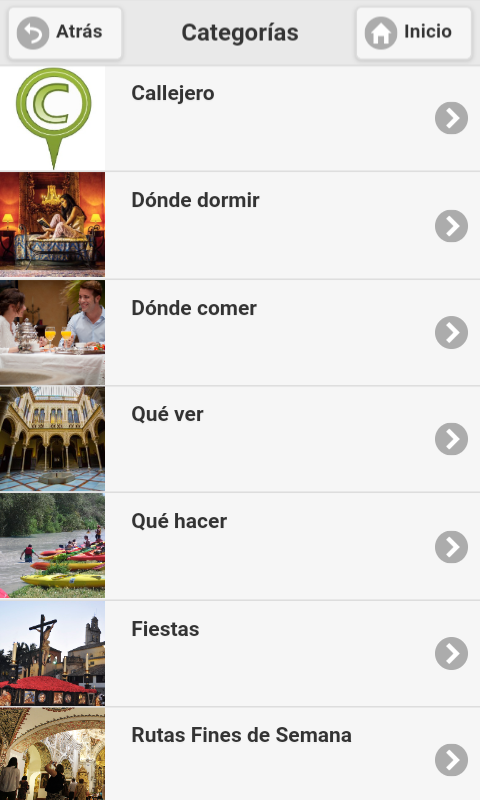 Atrás
Categorías
Inicio
C
Callejero
Dónde dormir
Dónde comer
Qué ver
Qué hacer
Fiestas
Rutas Fines de Semana